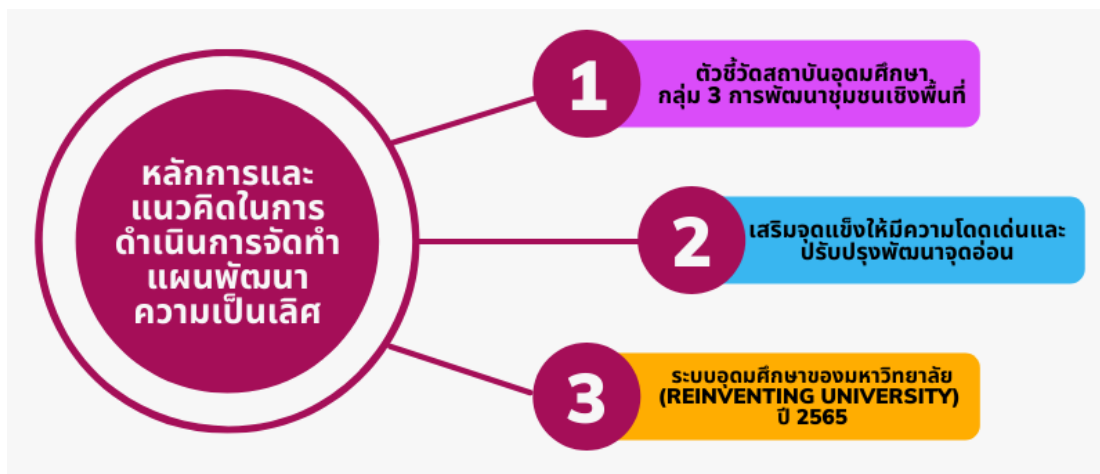 หลักการและ
แนวคิดในการ
ดำเนินการจัดทำ
แผนพัฒนา
ความเป็นเลิศ
1
ตัวชี้วัดสถาบันอุดมศึกษา
กลุ่ม 3 การพัฒนาชุมชนเชิงพื้นที่
2
เสริมจุดแข็งให้มีความโดดเด่นและ
ปรับปรุงพัฒนาจุดอ่อน
3
ระบบอุดมศึกษาของมหาวิทยาลัย
(REINVENTING UNIVERSITY)
ปี 2565